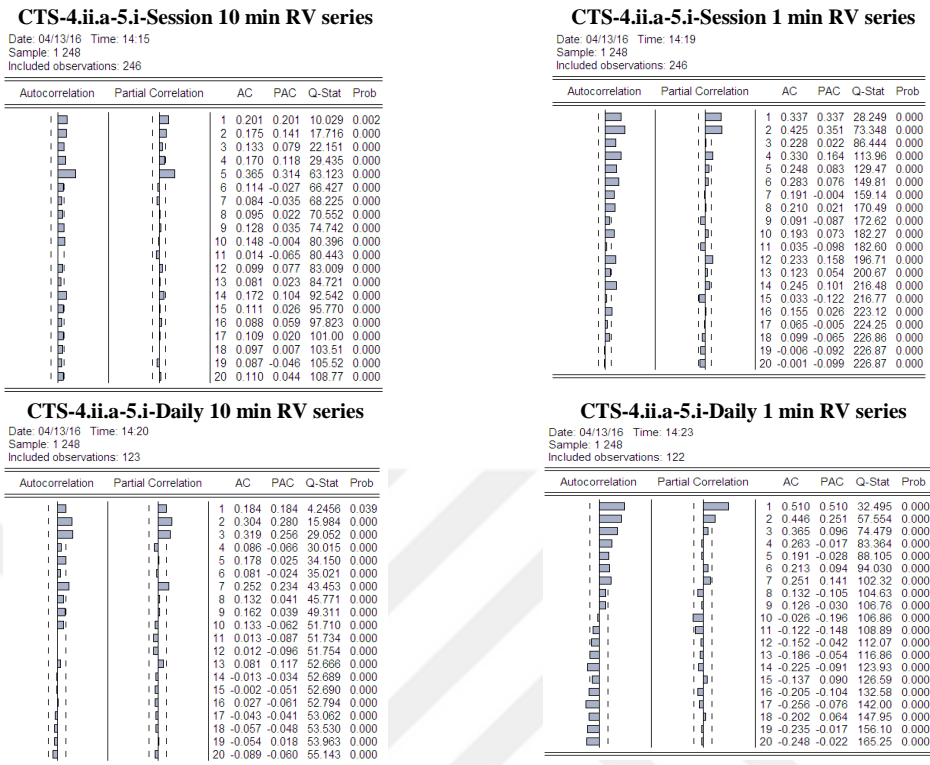 CTS-4.ii.a-5.i-Session 10 min RV series
Date: 04/13/16 Time: 14:15
Sample: 1 248
Included observations: 246
Autocorrelation Partial Correlation AC PAC Q-Stat Prob
1 0.201 0.201 10.029 0.002
2 0.175 0.141 17.716 0.000
3 0.133 0.079 22.151 0.000
4 0.170 0.118 29.435 0.000
5 0.365 0.314 63.123 0.000
6 0.114 -0.027 66.427 0.000
7 0.084 -0.035 68.225 0.000
8 0.095 0.022 70.552 0.000
9 0.128 0.035 74.742 0.000
10 0.148 -0.004 80.396 0.000
11 0.014 -0.065 80.443 0.000
12 0.099 0.077 83.009 0.000
13 0.081 0.023 84.721 0.000
14 0.172 0.104 92.542 0.000
15 0.111 0.026 95.770 0.000
16 0.088 0.059 97.823 0.000
17 0.109 0.020 101.00 0.000
18 0.097 0.007 103.51 0.000
19 0.087 -0.046 105.52 0.000
20 0.110 0.044 108.77 0.000
CTS-4.ii.a-5.i-Session 1 min RV series
Date: 04/13/16 Time: 14:19
Sample: 1 248
Included observations: 246
Autocorrelation Partial Correlation AC PAC Q-Stat Prob
1 0.337 0.337 28.249 0.000
2 0.425 0.351 73.348 0.000
3 0.228 0.022 86.444 0.000
4 0.330 0.164 113.96 0.000
5 0.248 0.083 129.47 0.000
6 0.283 0.076 149.81 0.000
7 0.191 -0.004 159.14 0.000
8 0.210 0.021 170.49 0.000
9 0.091 -0.087 172.62 0.000
10 0.193 0.073 182.27 0.000
11 0.035 -0.098 182.60 0.000
12 0.233 0.158 196.71 0.000
13 0.123 0.054 200.67 0.000
14 0.245 0.101 216.48 0.000
15 0.033 -0.122 216.77 0.000
16 0.155 0.026 223.12 0.000
17 0.065 -0.005 224.25 0.000
18 0.099 -0.065 226.86 0.000
19 -0.006 -0.092 226.87 0.000
20 -0.001 -0.099 226.87 0.000
CTS-4.ii.a-5.i-Daily 10 min RV series
Date: 04/13/16 Time: 14:20
Sample: 1 248
Included observations: 123
Autocorrelation Partial Correlation AC PAC Q-Stat Prob
1 0.184 0.184 4.2456 0.039
2 0.304 0.280 15.984 0.000
3 0.319 0.256 29.052 0.000
4 0.086 -0.066 30.015 0.000
5 0.178 0.025 34.150 0.000
6 0.081 -0.024 35.021 0.000
7 0.252 0.234 43.453 0.000
8 0.132 0.041 45.771 0.000
9 0.162 0.039 49.311 0.000
10 0.133 -0.062 51.710 0.000
11 0.013 -0.087 51.734 0.000
12 0.012 -0.096 51.754 0.000
13 0.081 0.117 52.666 0.000
14 -0.013 -0.034 52.689 0.000
15 -0.002 -0.051 52.690 0.000
16 0.027 -0.061 52.794 0.000
17 -0.043 -0.041 53.062 0.000
18 -0.057 -0.048 53.530 0.000
19 -0.054 0.018 53.963 0.000
20 -0.089 -0.060 55.143 0.000
CTS-4.ii.a-5.i-Daily 1 min RV series
Date: 04/13/16 Time: 14:23
Sample: 1 248
Included observations: 122
Autocorrelation Partial Correlation AC PAC Q-Stat Prob
1 0.510 0.510 32.495 0.000
2 0.446 0.251 57.554 0.000
3 0.365 0.096 74.479 0.000
4 0.263 -0.017 83.364 0.000
5 0.191 -0.028 88.105 0.000
6 0.213 0.094 94.030 0.000
7 0.251 0.141 102.32 0.000
8 0.132 -0.105 104.63 0.000
9 0.126 -0.030 106.76 0.000
10 -0.026 -0.196 106.86 0.000
11 -0.122 -0.148 108.89 0.000
12 -0.152 -0.042 112.07 0.000
13 -0.186 -0.054 116.86 0.000
14 -0.225 -0.091 123.93 0.000
15 -0.137 0.090 126.59 0.000
16 -0.205 -0.104 132.58 0.000
17 -0.256 -0.076 142.00 0.000
18 -0.202 0.064 147.95 0.000
19 -0.235 -0.017 156.10 0.000
20 -0.248 -0.022 165.25 0.000